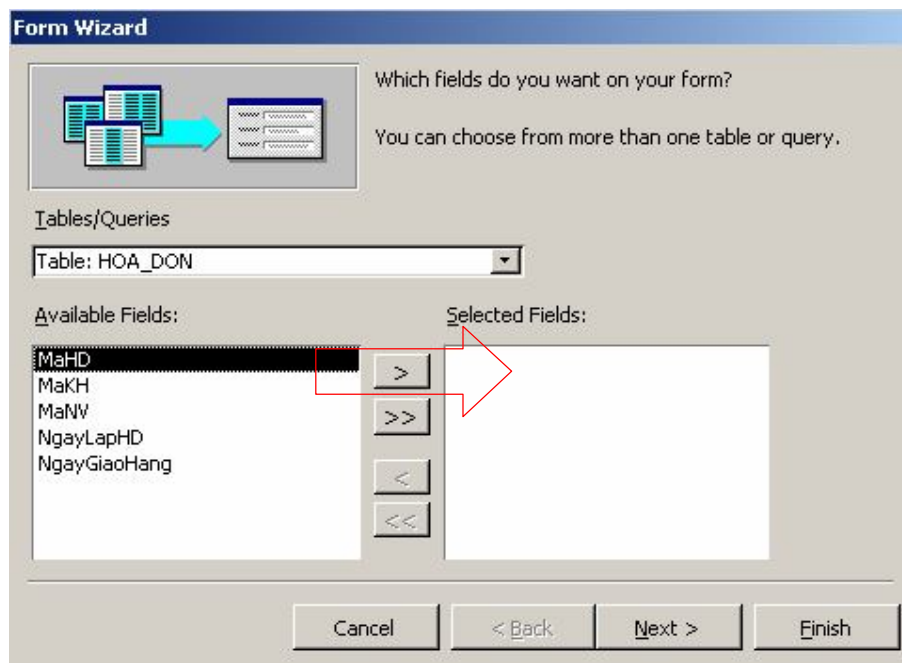 Form Wizard
Which fields do you want on your form?
You can choose from more than one table or query.
Tables/Queries
Table: HOA_DON
Available Fields:
Selected Fields:
MaHD
MaKH
MaNV
NgayLapHD
NgayGiaoHang
>
>>
<
<<
Cancel
< Back
Next >
Finish